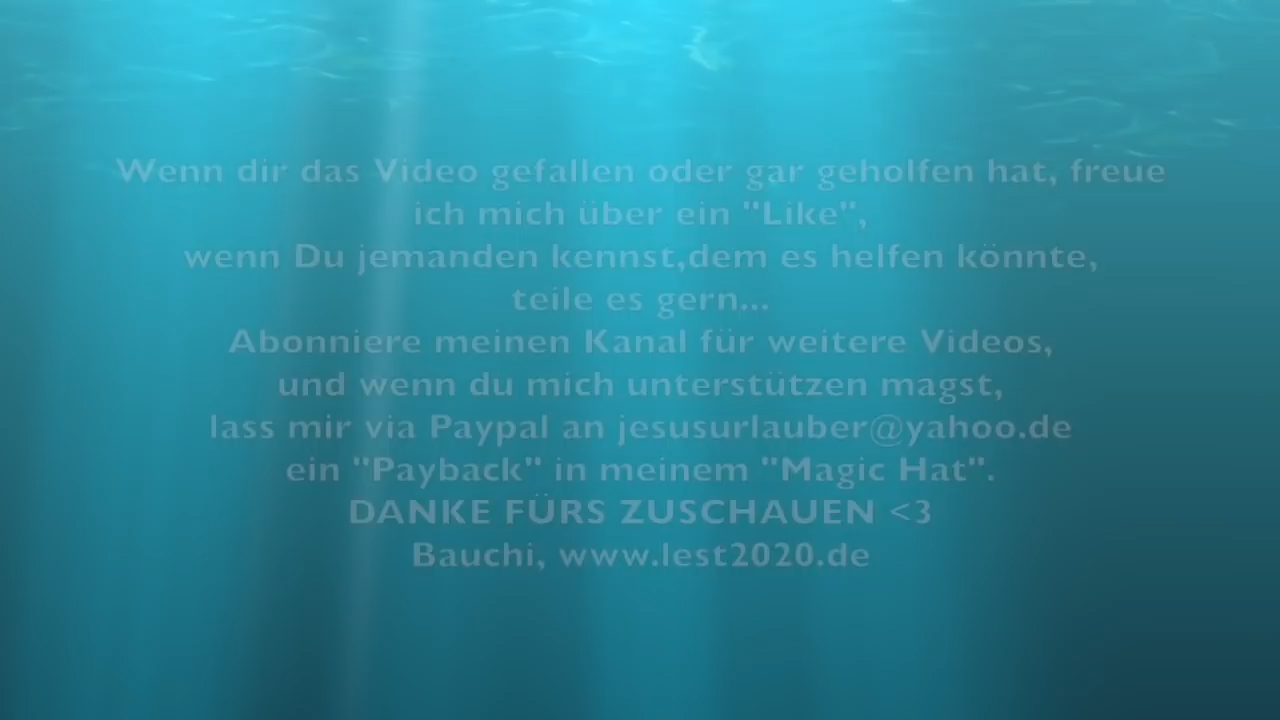 Wenn dir das Video gefallen oder gar geholfen hat, freue
ich mich über ein "Like",
wenn Du jemanden kennst,dem es helfen könnte,
teile es gern...
Abonniere meinen Kanal für weitere Videos,
und wenn du mich unterstützen magst,
lass mir via Paypal an jesusurlauber@yahoo.de
ein "Payback" in meinem "Magic Hat".
DANKE FÜRS ZUSCHAUEN <3
Bauchi, www.lest2020.de